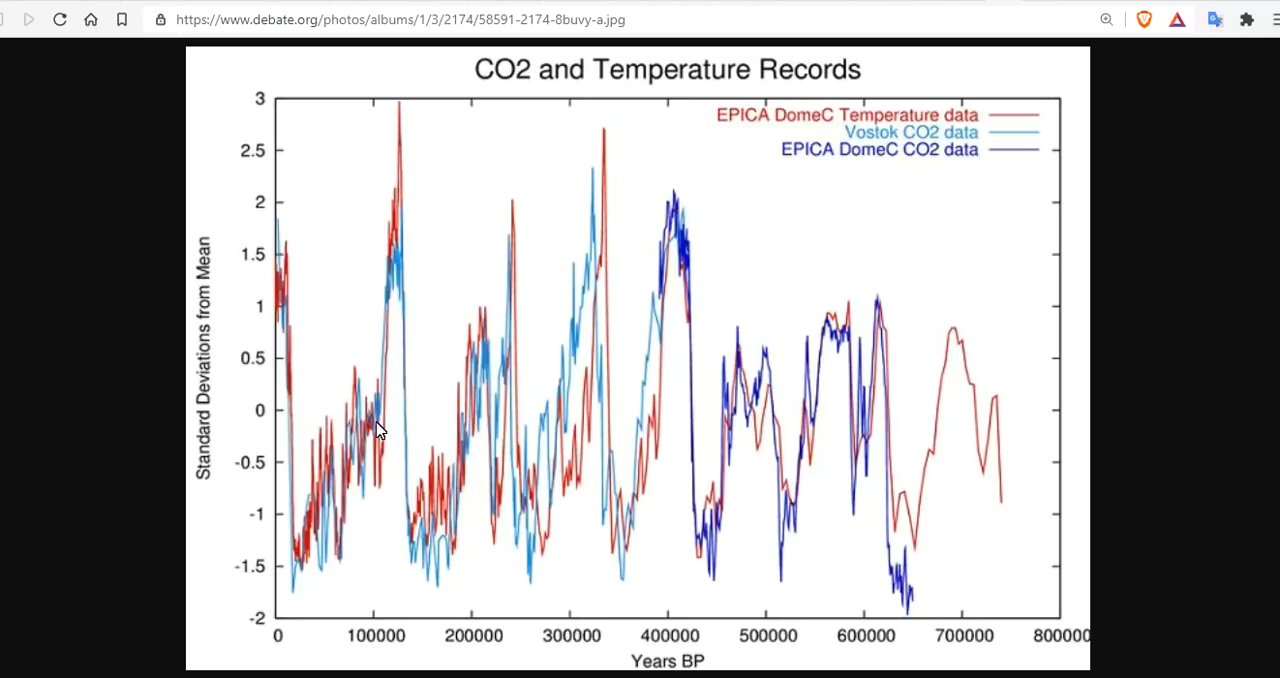 https://www.debate.org/photos/albums/1/3/2174/58591-2174-8buvy-a.jpg
CO2 and Temperature Records
EPICA DomeC Temperature data
Vostok CO2 data
EPICA DomeC CO2 data
Standard Deviations from Mean
3
2.5
2
1.5
1
0.5
0
-0.5
-1
-1.5
-2
0 100000 200000 300000 400000 500000 600000 700000 800000
Years BP